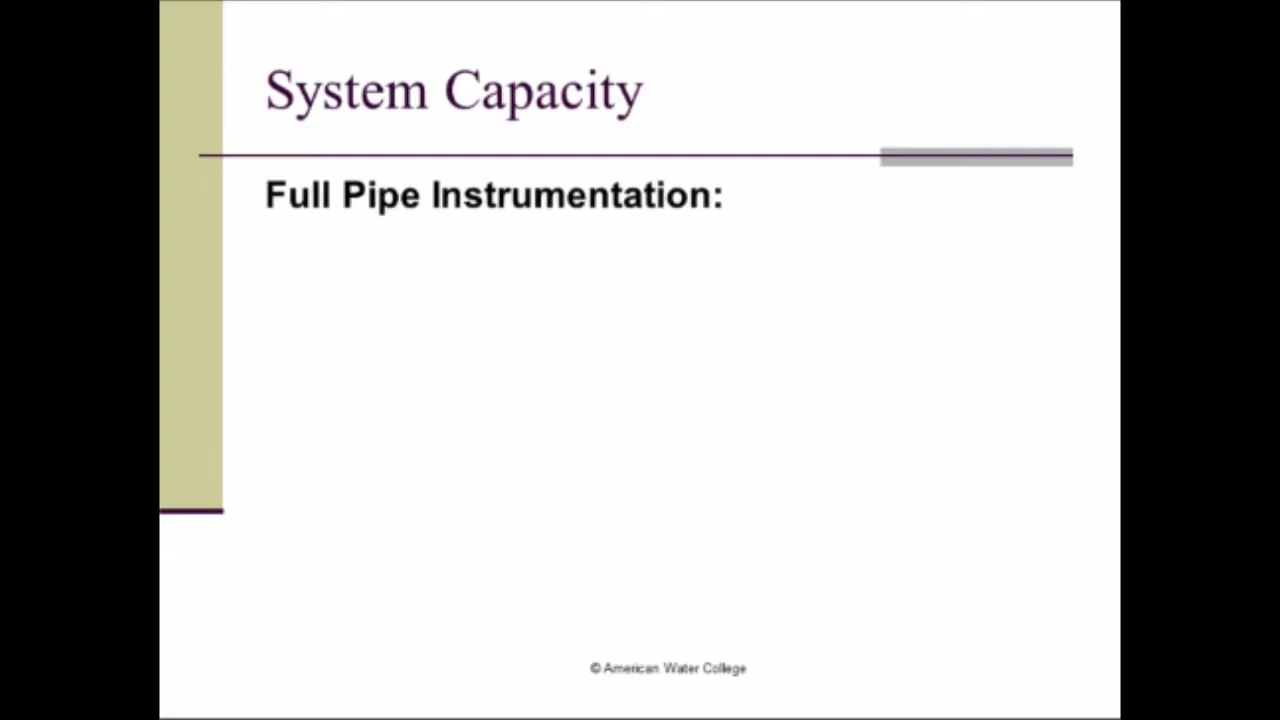 System Capacity
Full Pipe Instrumentation:
© American Water College